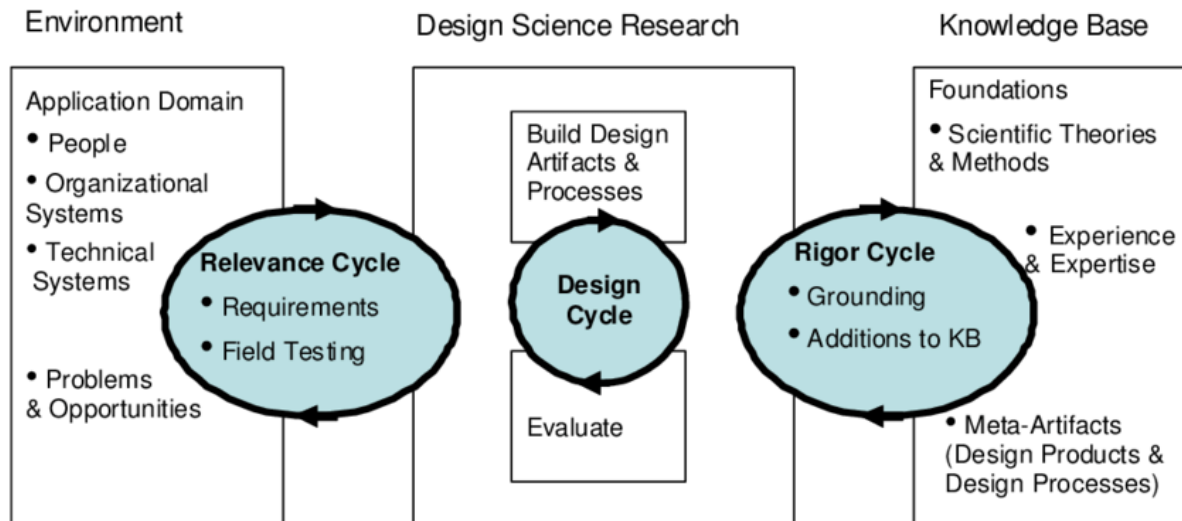 Environment
Design Science Research
Knowledge Base
Application Domain
• People
• Organizational
Systems
• Technical
Systems
• Problems
& Opportunities
Relevance Cycle
• Requirements
• Field Testing
Build Design
Artifacts &
Processes
Design
Cycle
Evaluate
Rigor Cycle
• Grounding
• Additions to KB
Foundations
• Scientific Theories
& Methods
• Experience
& Expertise
• Meta-Artifacts
(Design Products &
Design Processes)